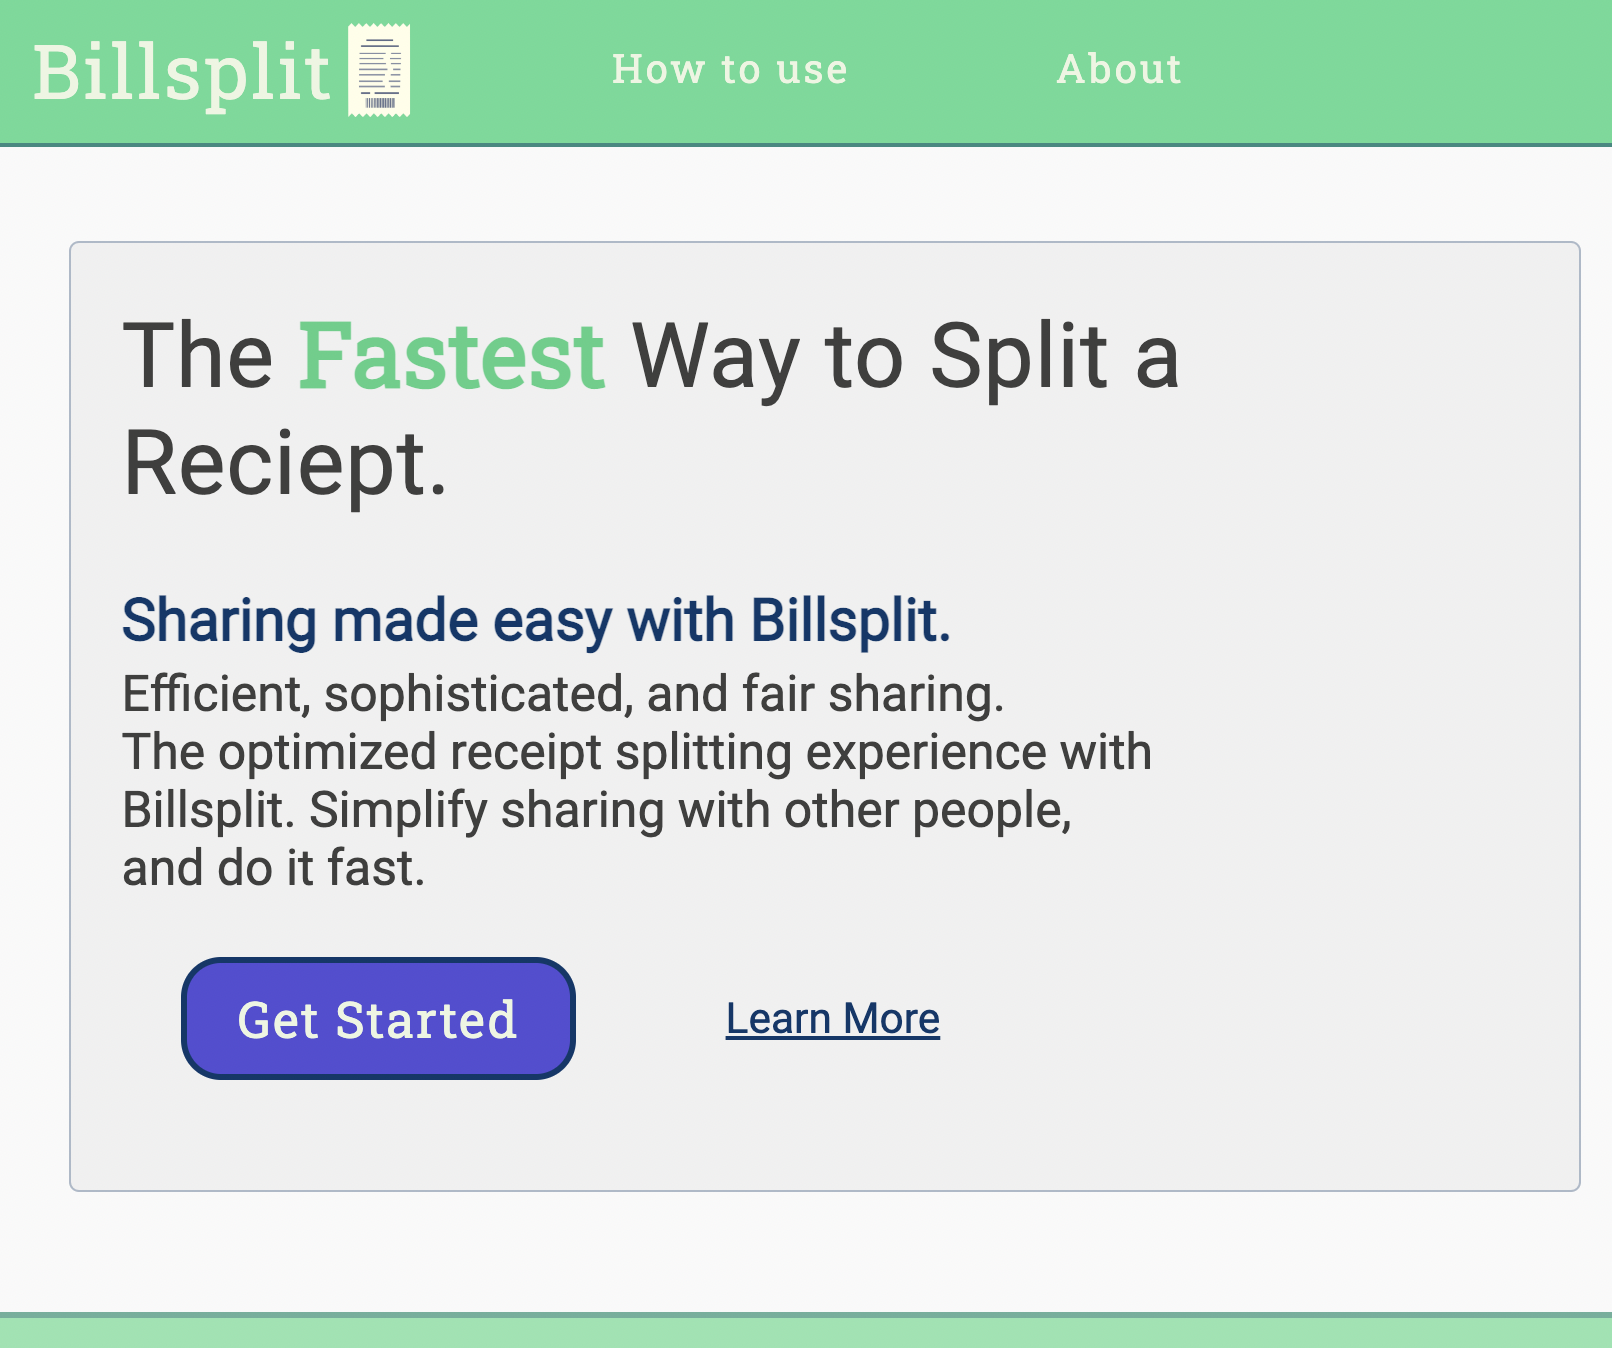 Billsplit
How to use
About
The Fastest Way to Split a
Reciept.
Sharing made easy with Billsplit.
Efficient, sophisticated, and fair sharing.
The optimized receipt splitting experience with
Billsplit. Simplify sharing with other people,
and do it fast.
Get Started
Learn More